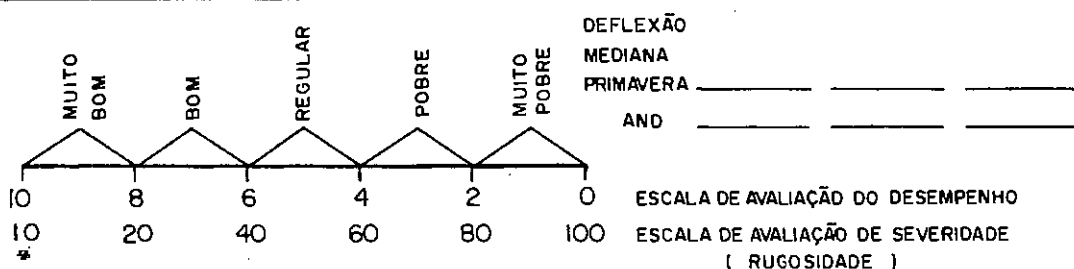 DEFLEXÃO
MEDIANA
PRIMAVERA
AND
MUITO
BOM
BOM
REGULAR
POBRE
MUITO
POBRE
10 8 6 4 2 0 ESCALA DE AVALIAÇÃO DO DESEMPENHO
10 20 40 60 80 100 ESCALA DE AVALIAÇÃO DE SEVERIDADE
( RUGOSIDADE )